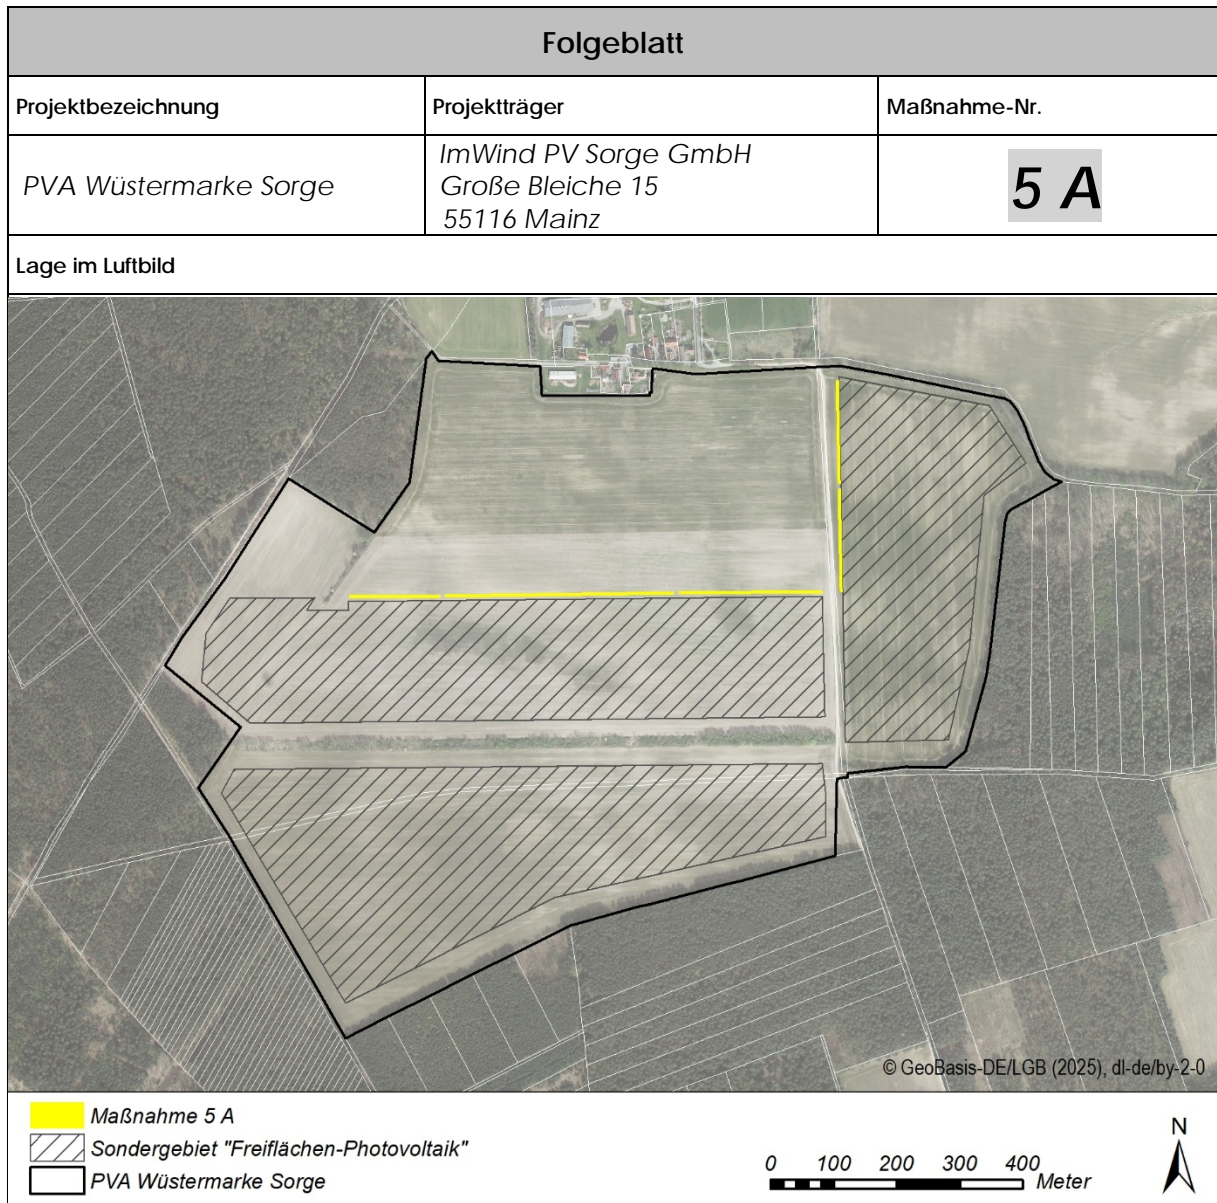 Folgeblatt
Projektbezeichnung
Projektträger
Maßnahme-Nr.
PVA Wüstermarke Sorge
ImWind PV Sorge GmbH
Große Bleiche 15
55116 Mainz
5 A
Lage im Luftbild
© GeoBasis-DE/LGB (2025), dl-de/by-2-0
Maßnahme 5 A
Sondergebiet "Freiflächen-Photovoltaik"
PVA Wüstermarke Sorge
0 100 200 300 400
Meter
N